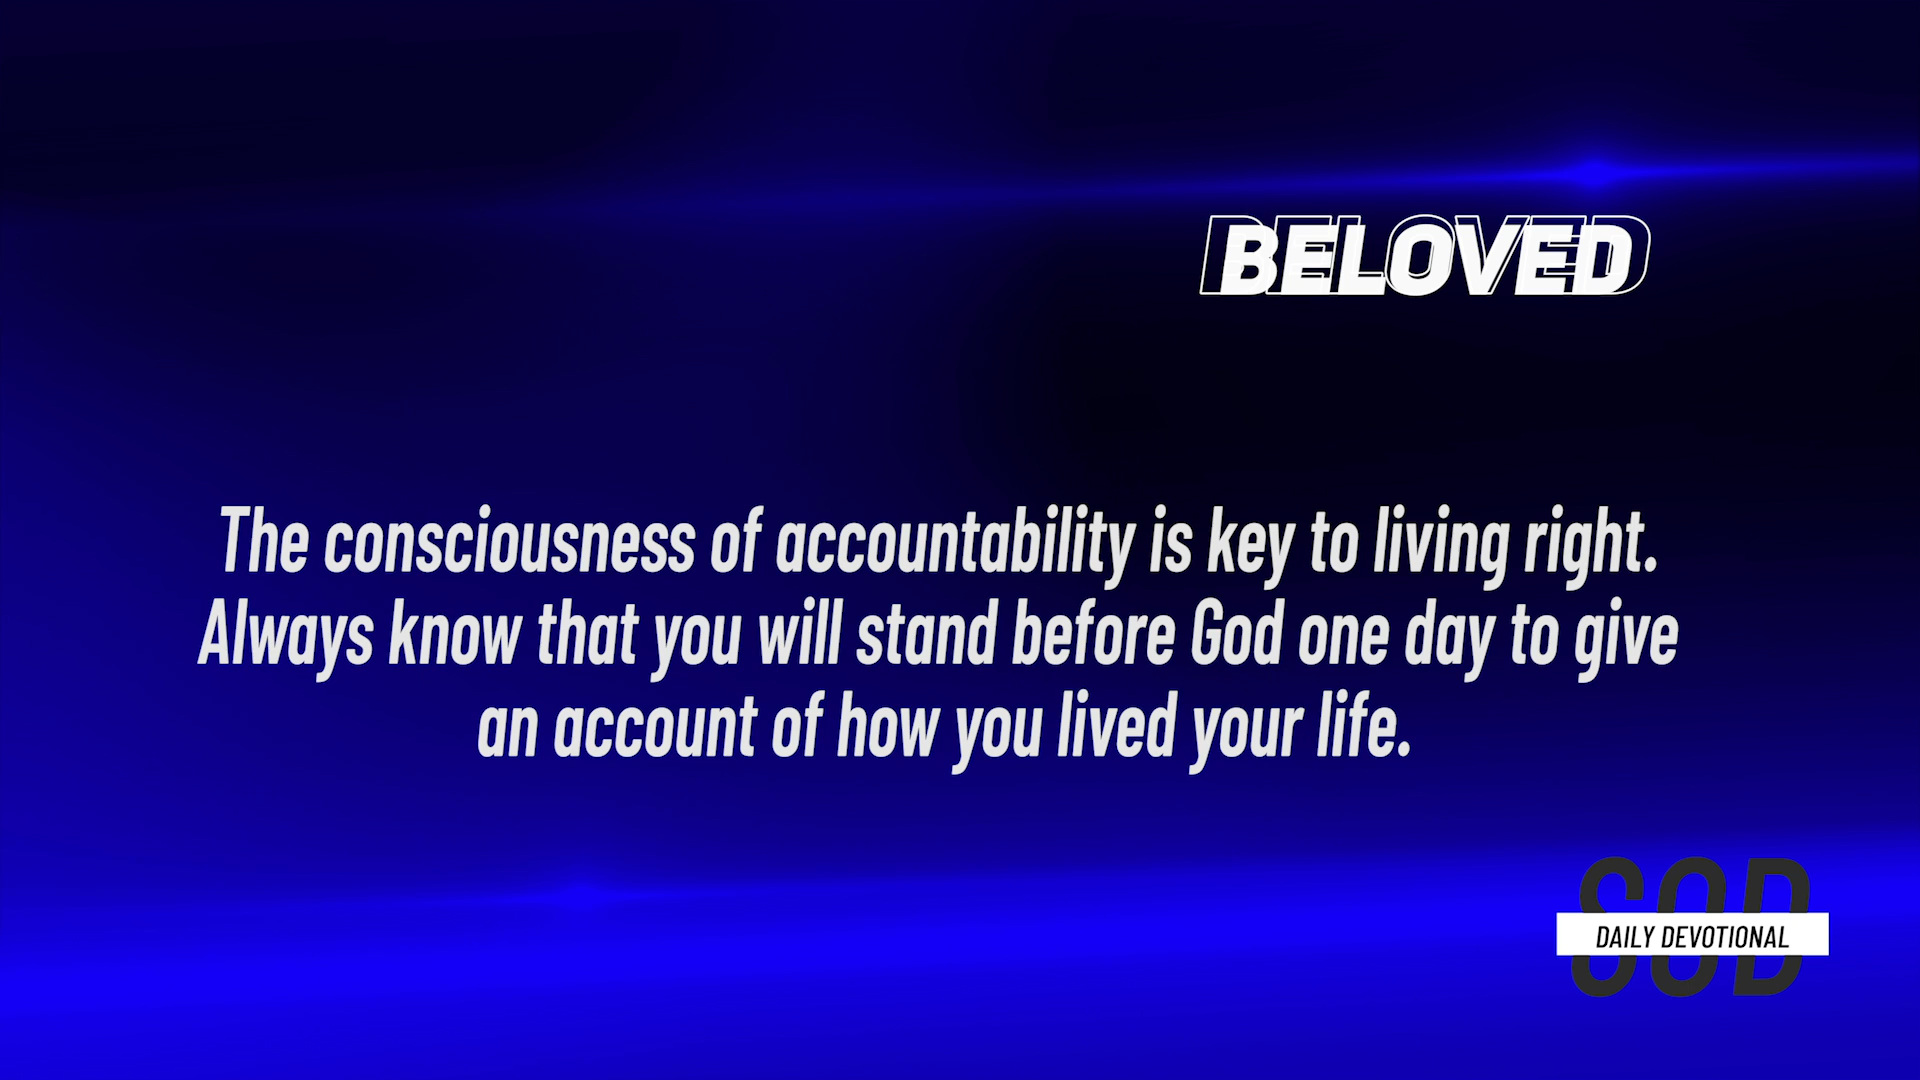 BELOVED
The consciousness of accountability is key to living right.
Always know that you will stand before God one day to give
an account of how you lived your life.
SOD
DAILY DEVOTIONAL